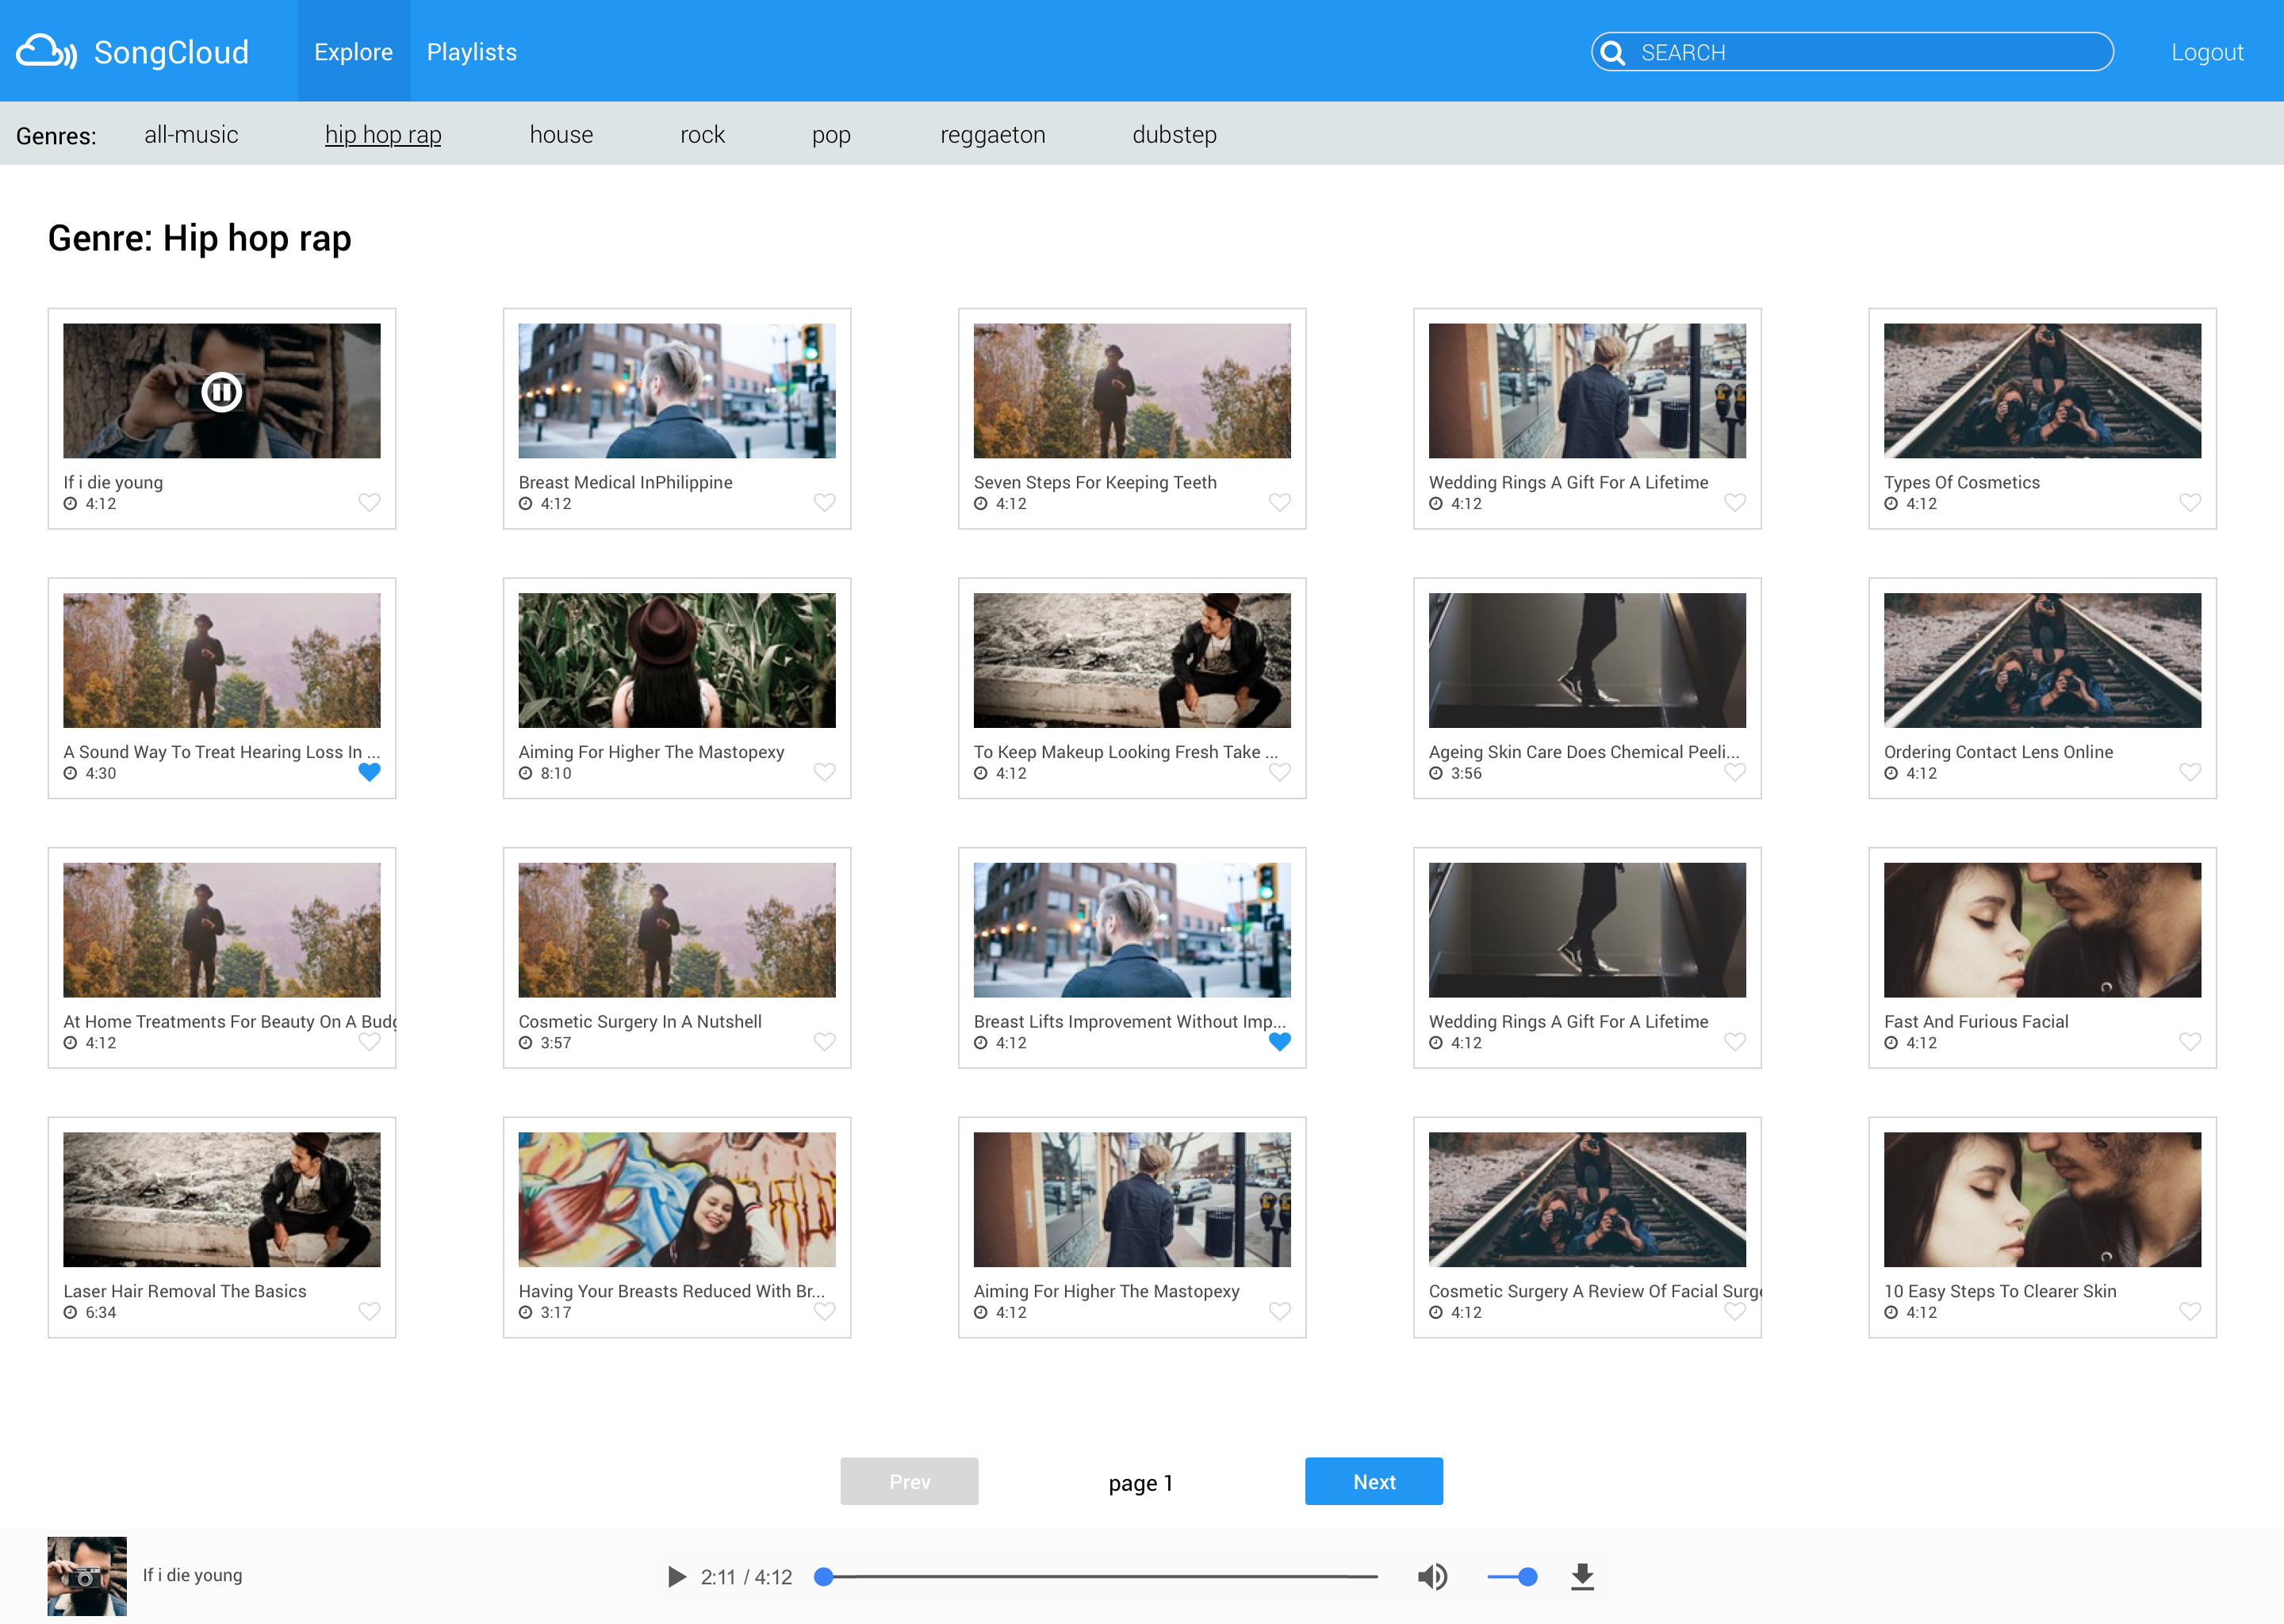 SongCloud Explore Playlists SEARCH Logout
Genres: all-music hip hop rap house rock pop reggaeton dubstep
Genre: Hip hop rap
If i die young
4:12
Breast Medical InPhilippine
4:12
Seven Steps For Keeping Teeth
4:12
Wedding Rings A Gift For A Lifetime
4:12
Types Of Cosmetics
4:12
A Sound Way To Treat Hearing Loss In ...
4:30
Aiming For Higher The Mastopexy
8:10
To Keep Makeup Looking Fresh Take ...
4:12
Ageing Skin Care Does Chemical Peeli...
3:56
Ordering Contact Lens Online
4:12
At Home Treatments For Beauty On A Budg
4:12
Cosmetic Surgery In A Nutshell
3:57
Breast Lifts Improvement Without Imp...
4:12
Wedding Rings A Gift For A Lifetime
4:12
Fast And Furious Facial
4:12
Laser Hair Removal The Basics
6:34
Having Your Breasts Reduced With Br...
3:17
Aiming For Higher The Mastopexy
4:12
Cosmetic Surgery A Review Of Facial Surge
4:12
10 Easy Steps To Clearer Skin
4:12
Prev page 1 Next
If i die young 2:11 / 4:12